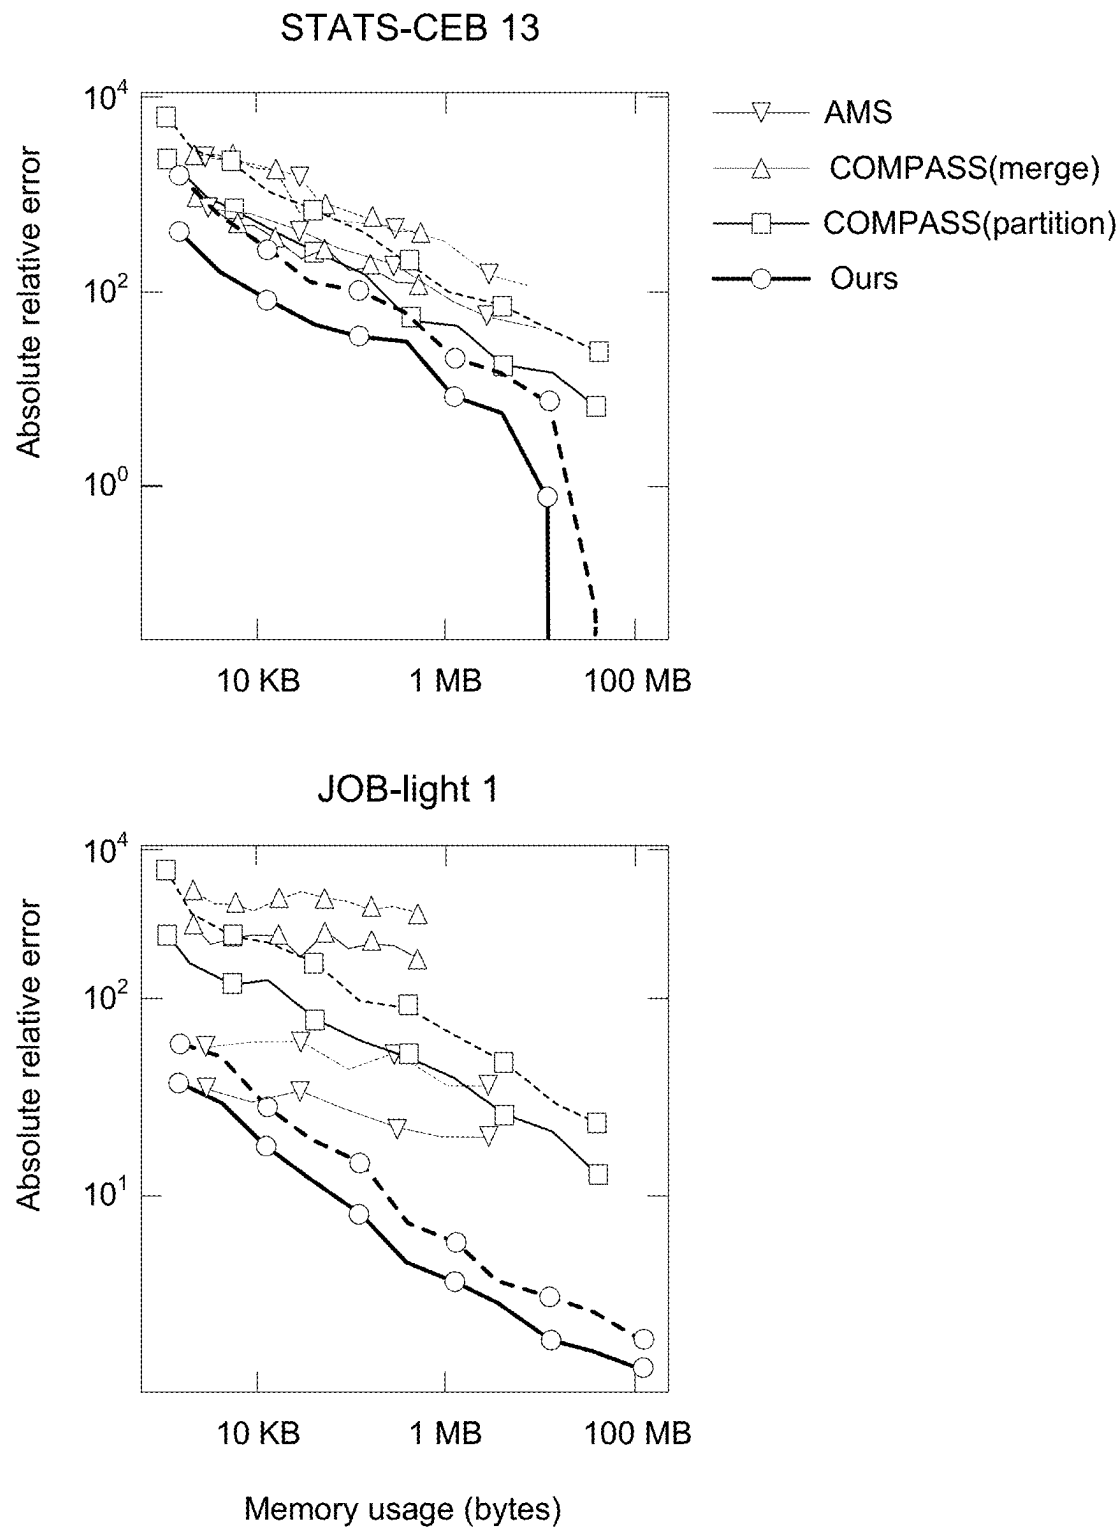 STATS-CEB 13
10^4
10^2
10^0
Absolute relative error
10 KB
1 MB
100 MB
AMS
COMPASS(merge)
COMPASS(partition)
Ours
JOB-light 1
10^4
10^2
10^1
Absolute relative error
10 KB
1 MB
100 MB
Memory usage (bytes)